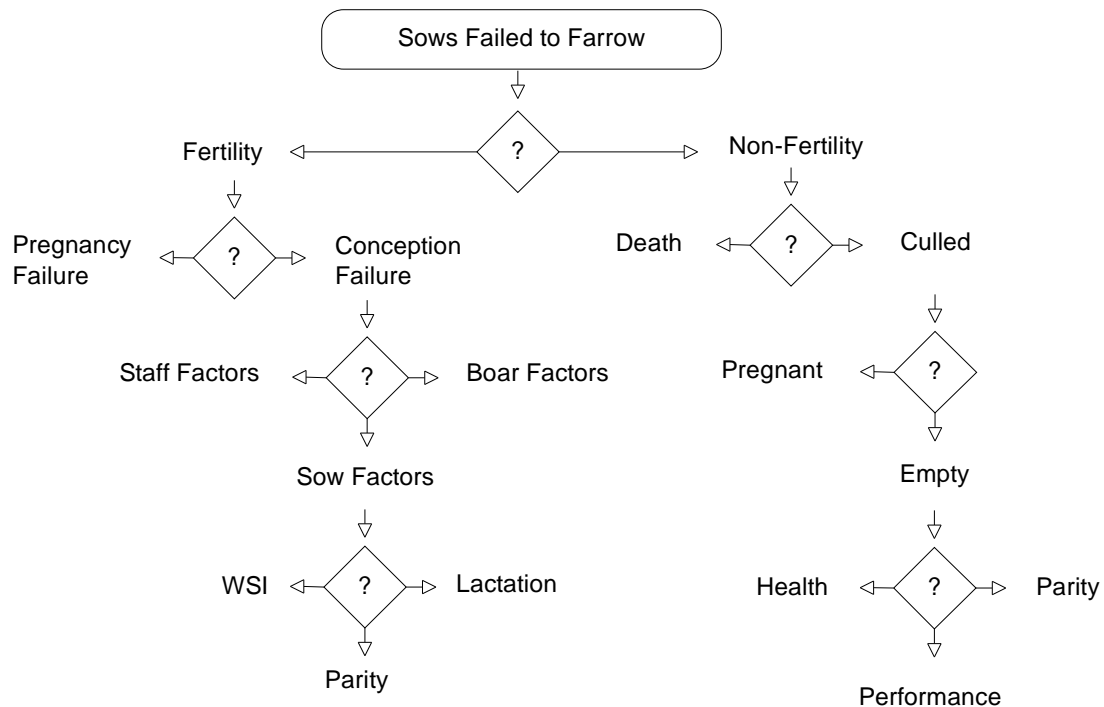 Sows Failed to Farrow
Fertility
?
Non-Fertility
Pregnancy
Failure
?
Conception
Failure
Death
?
Culled
Staff Factors
?
Boar Factors
Pregnant
?
Sow Factors
Empty
WSI
?
Lactation
Health
?
Parity
Parity
Performance